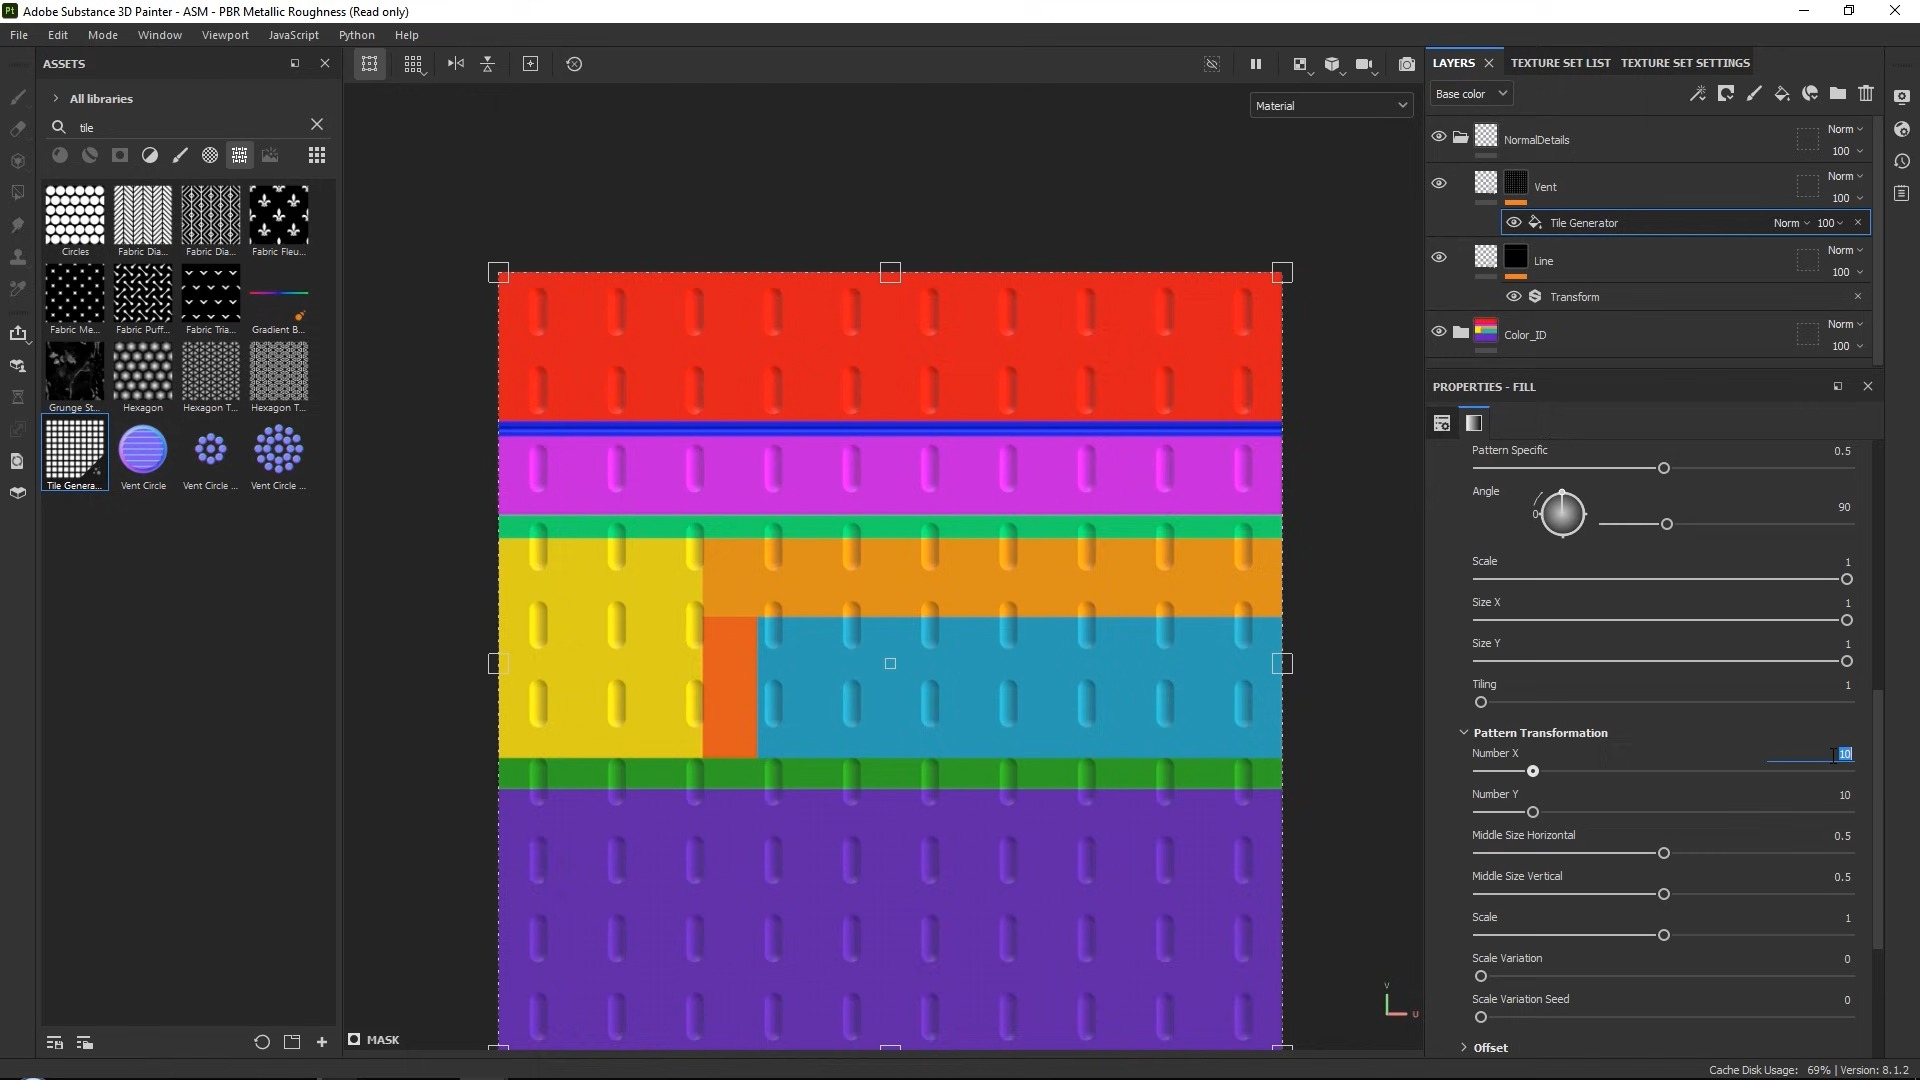 Pt Adobe Substance 3D Painter - ASM - PBR Metallic Roughness (Read only)
File Edit Mode Window Viewport JavaScript Python Help
ASSETS
All libraries
tile
Circles Fabric Dia... Fabric Dia... Fabric Fleu...
Fabric Me... Fabric Puff... Fabric Tria... Gradient B...
Grunge St... Hexagon Hexagon T... Hexagon T...
Tile Genera... Vent Circle Vent Circle ... Vent Circle ...
Material
V
U
MASK
LAYERS TEXTURE SET LIST TEXTURE SET SETTINGS
Base color
NormalDetails Norm
100
Vent Norm
100
Tile Generator Norm 100
Line Norm
100
Transform
Color_ID Norm
100
PROPERTIES - FILL
Pattern Specific 0.5
Angle 0 90
Scale 1
Size X 1
Size Y 1
Tiling 1
Pattern Transformation
Number X 10
Number Y 10
Middle Size Horizontal 0.5
Middle Size Vertical 0.5
Scale 1
Scale Variation 0
Scale Variation Seed 0
Offset
Cache Disk Usage: 69% | Version: 8.1.2